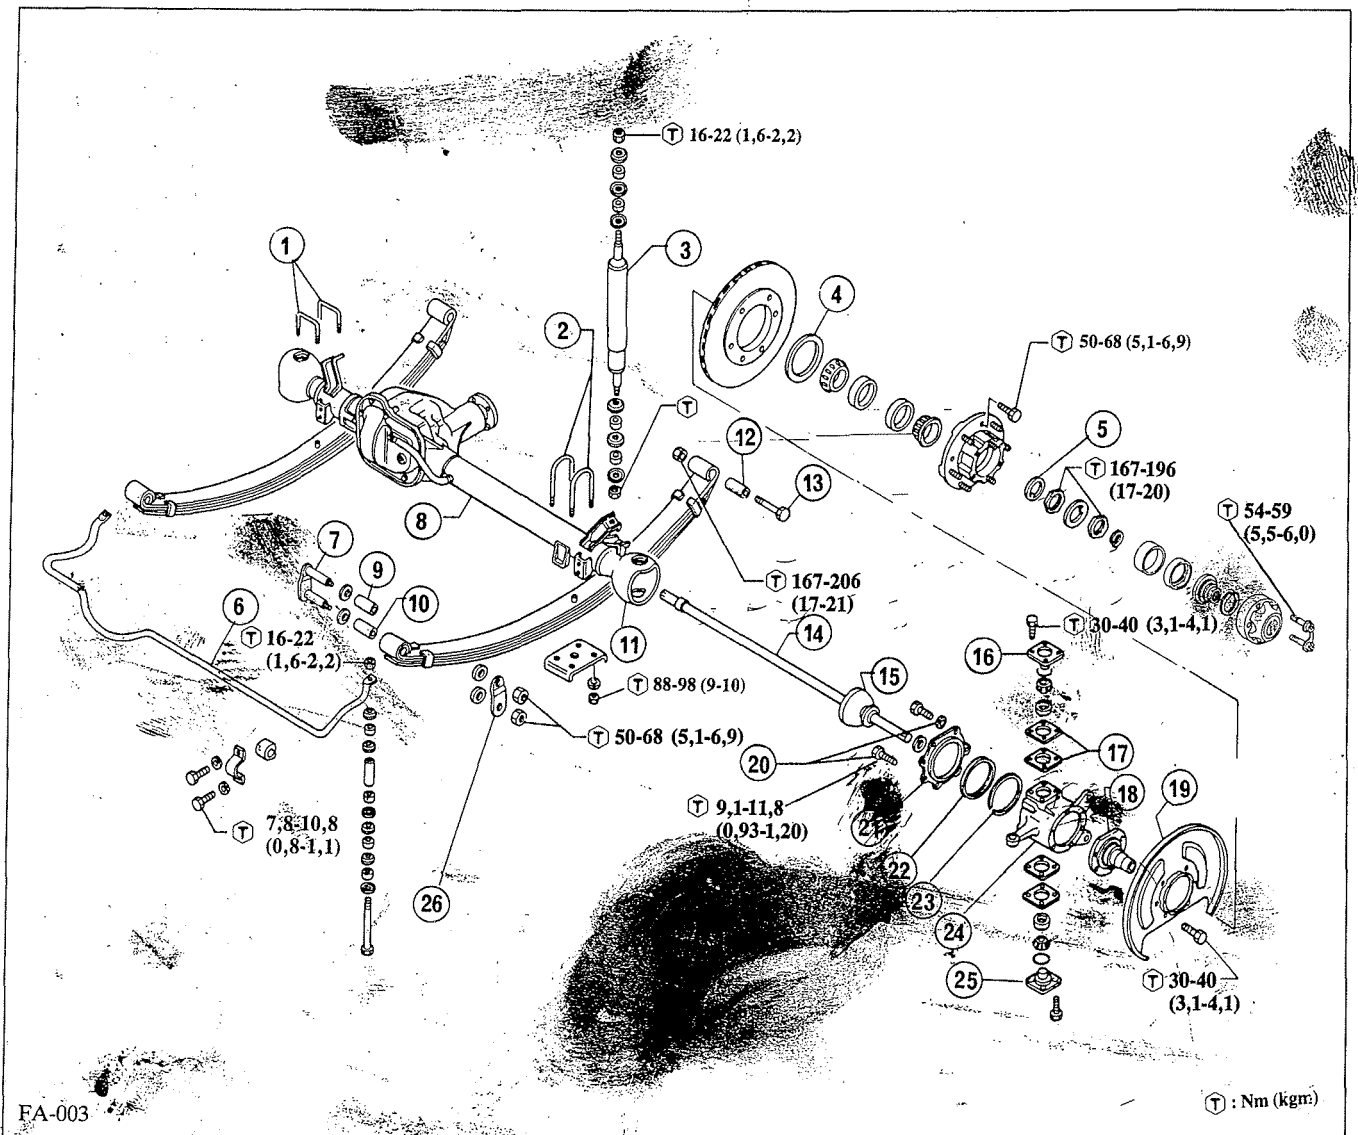 T 16-22 (1,6-2,2)
1
3
4
2
T 50-68 (5,1-6,9)
T
12
5
T 167-196
(17-20)
13
8
T 54-59
(5,5-6,0)
7
9
T 167-206
(17-21)
6
10
T 16-22
(1,6-2,2)
11
14
T 30-40 (3,1-4,1)
16
15
T 88-98 (9-10)
T 50-68 (5,1-6,9)
20
17
18
19
T 9,1-11,8
(0,93-1,20)
21
T 7,8-10,8
(0,8-1,1)
22
26
23
24
25
T 30-40
(3,1-4,1)
FA-003
T : Nm (kgm)